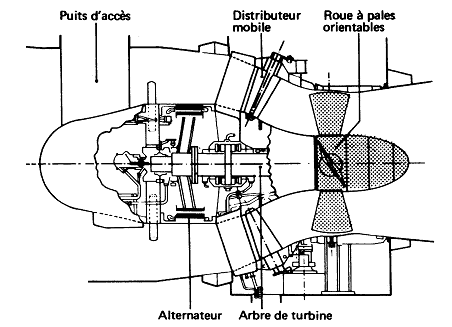 Puits d'accès
Distributeur
mobile
Roue à pales
orientables
Alternateur
Arbre de turbine